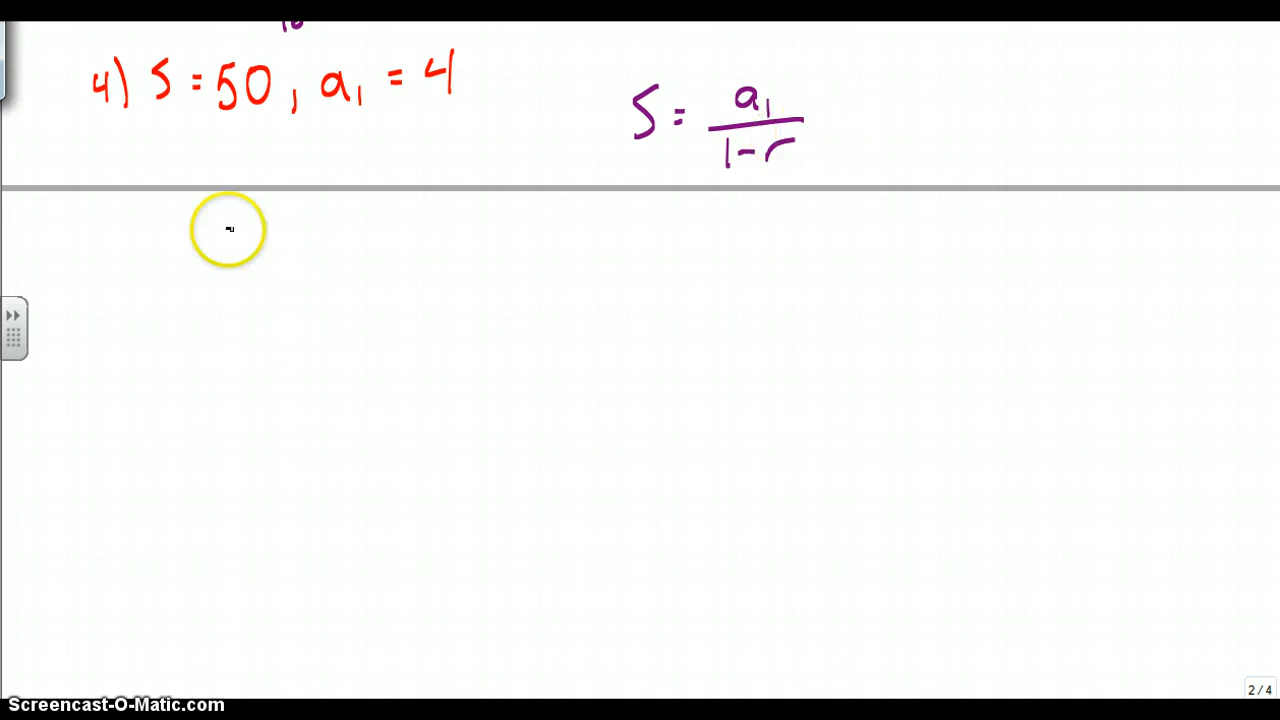 4) S = 50, a₁ = 4
S = a₁
1 - r
2 / 4
Screencast-O-Matic.com